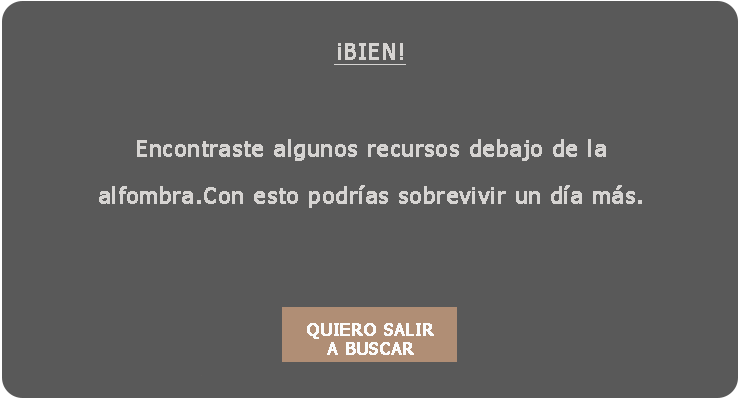 ¡BIEN!
Encontraste algunos recursos debajo de la
alfombra.Con esto podrías sobrevivir un día más.
QUIERO SALIR
A BUSCAR